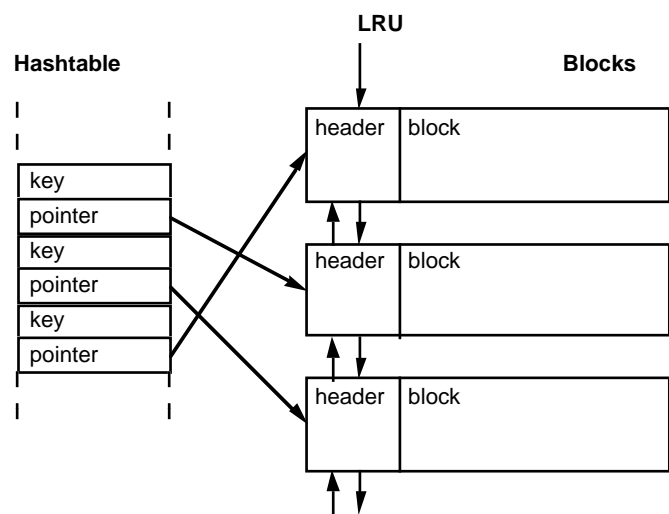 LRU
Hashtable
Blocks
header block
key
pointer
key
pointer
key
pointer
header block
header block